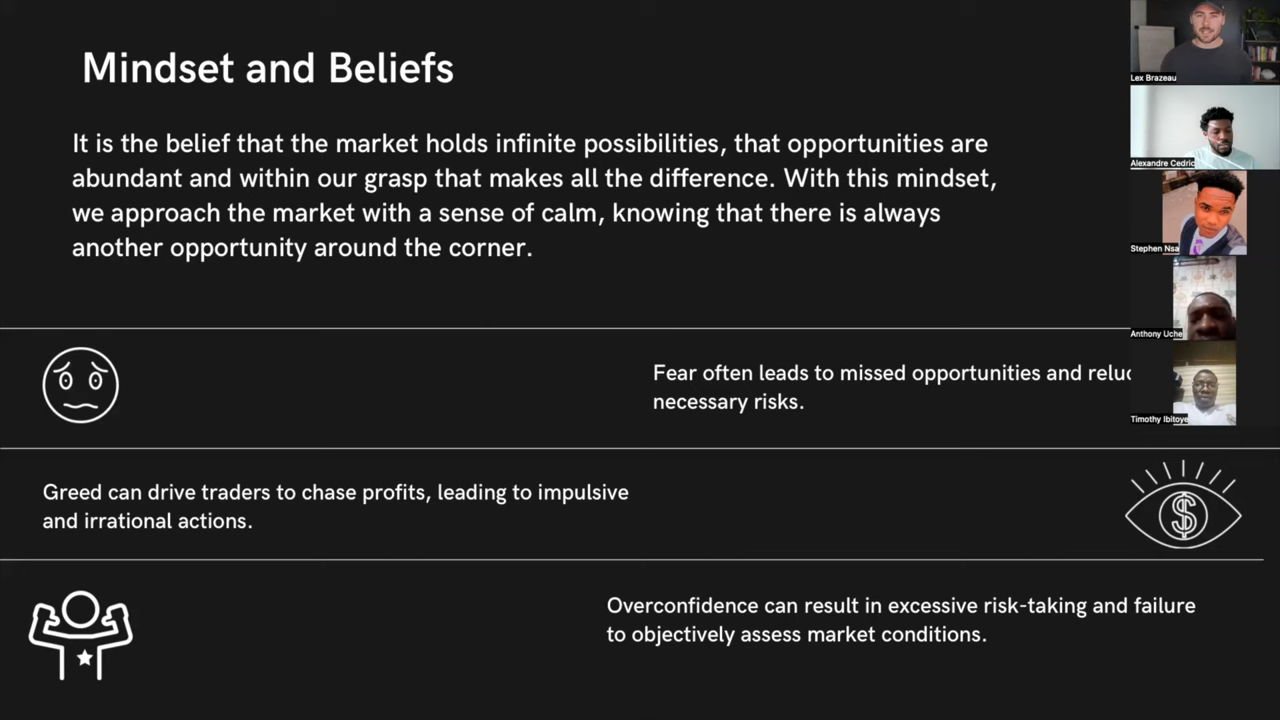 Mindset and Beliefs
It is the belief that the market holds infinite possibilities, that opportunities are
abundant and within our grasp that makes all the difference. With this mindset,
we approach the market with a sense of calm, knowing that there is always
another opportunity around the corner.
Fear often leads to missed opportunities and
necessary risks.
Greed can drive traders to chase profits, leading to impulsive
and irrational actions.
Overconfidence can result in excessive risk-taking and failure
to objectively assess market conditions.
Lex Brazeau
Alexandre Cedric
Stephen Nsa
Anthony Uche
Timothy Ibitoye